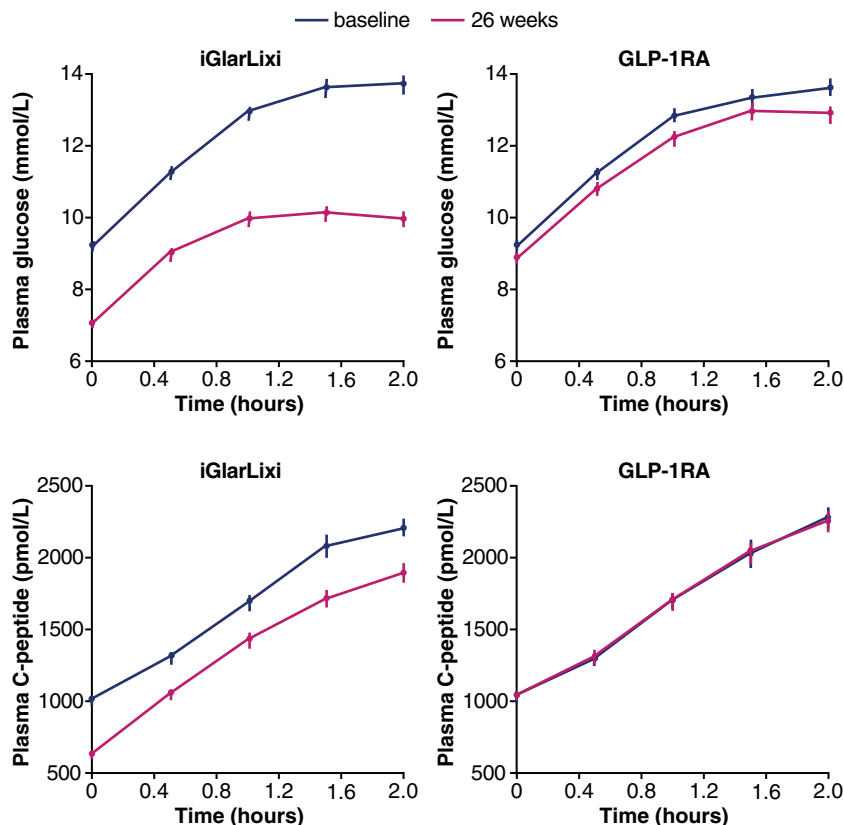 baseline 26 weeks
iGlarLixi
Plasma glucose (mmol/L)
14
12
10
8
6
0 0.4 0.8 1.2 1.6 2.0
Time (hours)
GLP-1RA
Plasma glucose (mmol/L)
14
12
10
8
6
0 0.4 0.8 1.2 1.6 2.0
Time (hours)
iGlarLixi
Plasma C-peptide (pmol/L)
2500
2000
1500
1000
500
0 0.4 0.8 1.2 1.6 2.0
Time (hours)
GLP-1RA
Plasma C-peptide (pmol/L)
2500
2000
1500
1000
500
0 0.4 0.8 1.2 1.6 2.0
Time (hours)